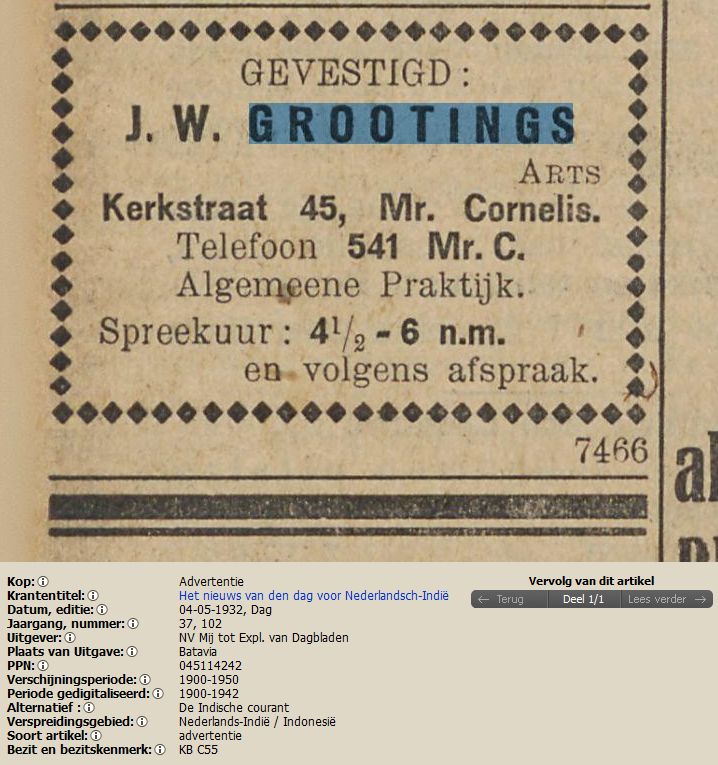 GEVESTIGD:
J. W. GROOTINGS
ARTS
Kerkstraat 45, Mr. Cornelis.
Telefoon 541 Mr. C.
Algemeene Praktijk.
Spreekuur: 4 1/2 - 6 n.m.
en volgens afspraak.
7466
Kop:
Advertentie
Krantentitel:
Het nieuws van den dag voor Nederlandsch-Indië
Datum, editie:
04-05-1932, Dag
Jaargang, nummer:
37, 102
Uitgever:
NV Mij tot Expl. van Dagbladen
Plaats van Uitgave:
Batavia
PPN:
045114242
Verschijningsperiode:
1900-1950
Periode gedigitaliseerd:
1900-1942
Alternatief :
De Indische courant
Verspreidingsgebied:
Nederlands-Indië / Indonesië
Soort artikel:
advertentie
Bezit en bezitskenmerk:
KB C55
Vervolg van dit artikel
← Terug
Deel 1/1
Lees verder →